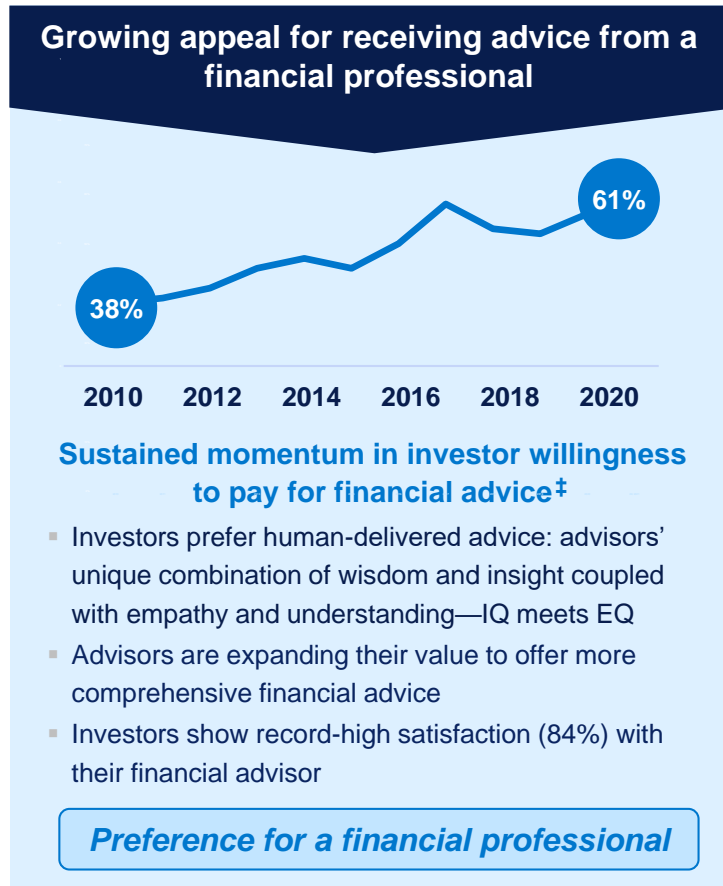 Growing appeal for receiving advice from a
financial professional
61%
38%
2010 2012 2014 2016 2018 2020
Sustained momentum in investor willingness
to pay for financial advice‡
▪ Investors prefer human-delivered advice: advisors’
unique combination of wisdom and insight coupled
with empathy and understanding—IQ meets EQ
▪ Advisors are expanding their value to offer more
comprehensive financial advice
▪ Investors show record-high satisfaction (84%) with
their financial advisor
Preference for a financial professional